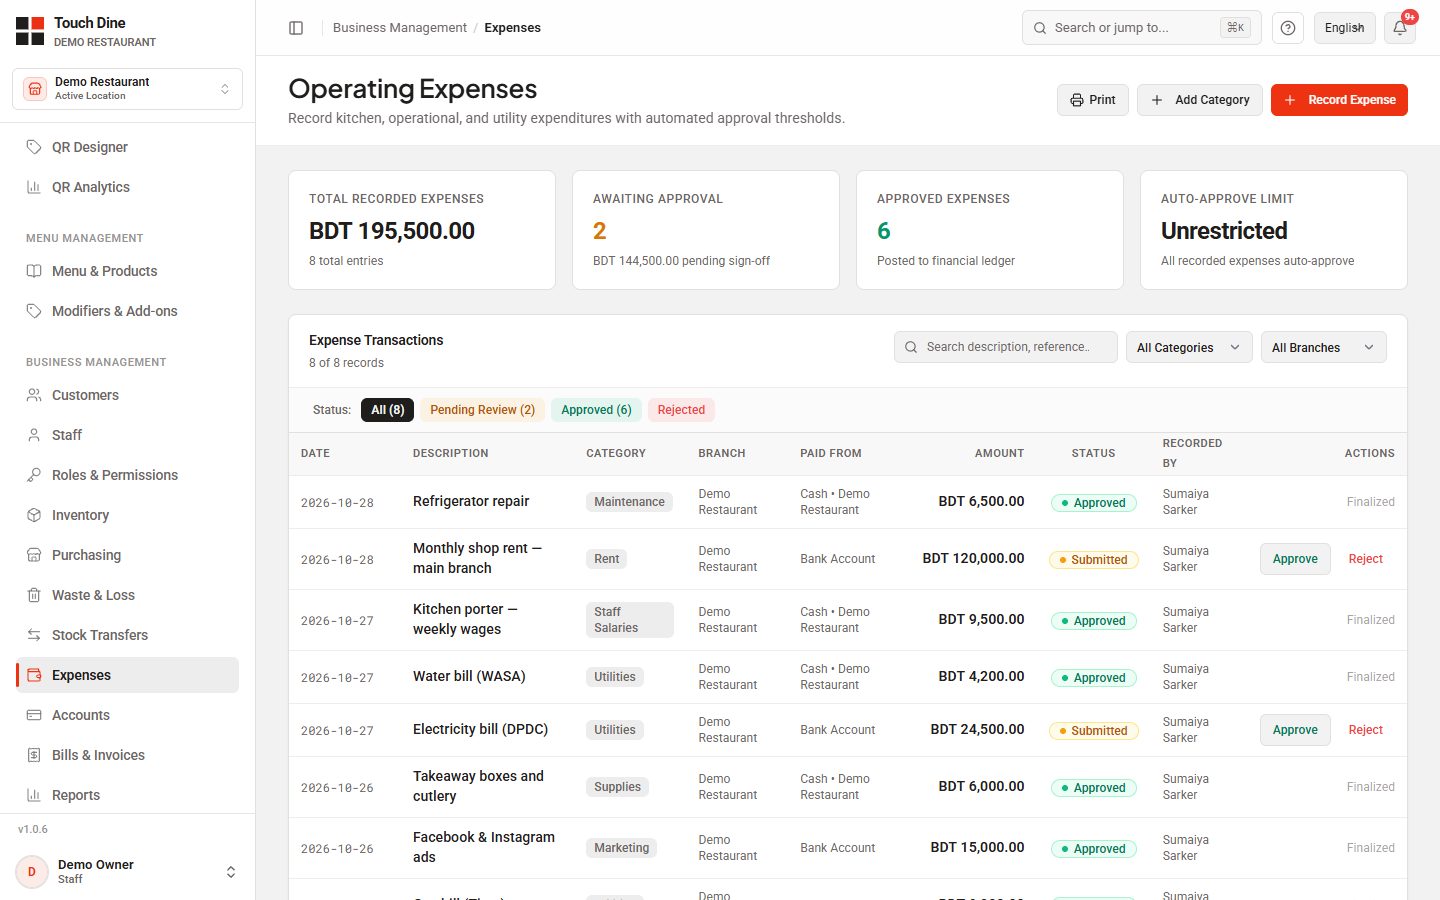 Touch Dine
DEMO RESTAURANT
Demo Restaurant
Active Location
QR Designer
QR Analytics
MENU MANAGEMENT
Menu & Products
Modifiers & Add-ons
BUSINESS MANAGEMENT
Customers
Staff
Roles & Permissions
Inventory
Purchasing
Waste & Loss
Stock Transfers
Expenses
Accounts
Bills & Invoices
Reports
v1.0.6
D
Demo Owner
Staff
Business Management / Expenses
Search or jump to... ⌘K
English
9+
Operating Expenses
Record kitchen, operational, and utility expenditures with automated approval thresholds.
Print
Add Category
Record Expense
TOTAL RECORDED EXPENSES
BDT 195,500.00
8 total entries
AWAITING APPROVAL
2
BDT 144,500.00 pending sign-off
APPROVED EXPENSES
6
Posted to financial ledger
AUTO-APPROVE LIMIT
Unrestricted
All recorded expenses auto-approve
Expense Transactions
8 of 8 records
Search description, reference..
All Categories
All Branches
Status: All (8) Pending Review (2) Approved (6) Rejected
DATE DESCRIPTION CATEGORY BRANCH PAID FROM AMOUNT STATUS RECORDED BY ACTIONS
2026-10-28 Refrigerator repair Maintenance Demo Restaurant Cash • Demo Restaurant BDT 6,500.00 Approved Sumaiya Sarker Finalized
2026-10-28 Monthly shop rent — main branch Rent Demo Restaurant Bank Account BDT 120,000.00 Submitted Sumaiya Sarker Approve Reject
2026-10-27 Kitchen porter — weekly wages Staff Salaries Demo Restaurant Cash • Demo Restaurant BDT 9,500.00 Approved Sumaiya Sarker Finalized
2026-10-27 Water bill (WASA) Utilities Demo Restaurant Cash • Demo Restaurant BDT 4,200.00 Approved Sumaiya Sarker Finalized
2026-10-27 Electricity bill (DPDC) Utilities Demo Restaurant Bank Account BDT 24,500.00 Submitted Sumaiya Sarker Approve Reject
2026-10-26 Takeaway boxes and cutlery Supplies Demo Restaurant Cash • Demo Restaurant BDT 6,000.00 Approved Sumaiya Sarker Finalized
2026-10-26 Facebook & Instagram ads Marketing Demo Restaurant Bank Account BDT 15,000.00 Approved Sumaiya Sarker Finalized
Demo Sumaiya